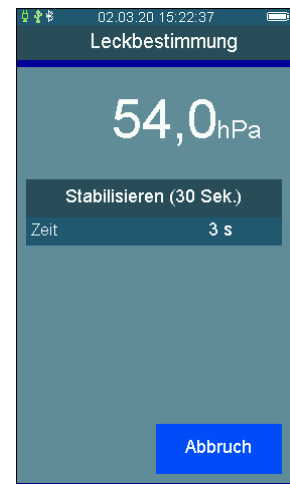 02.03.20 15:22:37
Leckbestimmung
54,0hPa
Stabilisieren (30 Sek.)
Zeit 3 s
Abbruch